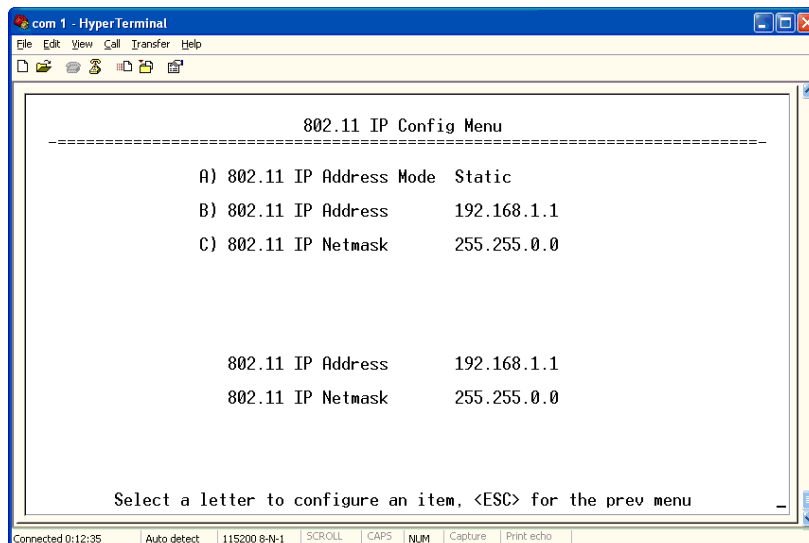 com 1 - HyperTerminal
File Edit View Call Transfer Help
802.11 IP Config Menu
-==========================================================================-
A) 802.11 IP Address Mode Static
B) 802.11 IP Address 192.168.1.1
C) 802.11 IP Netmask 255.255.0.0
802.11 IP Address 192.168.1.1
802.11 IP Netmask 255.255.0.0
Select a letter to configure an item, <ESC> for the prev menu _
Connected 0:12:35 Auto detect 115200 8-N-1 SCROLL CAPS NUM Capture Print echo